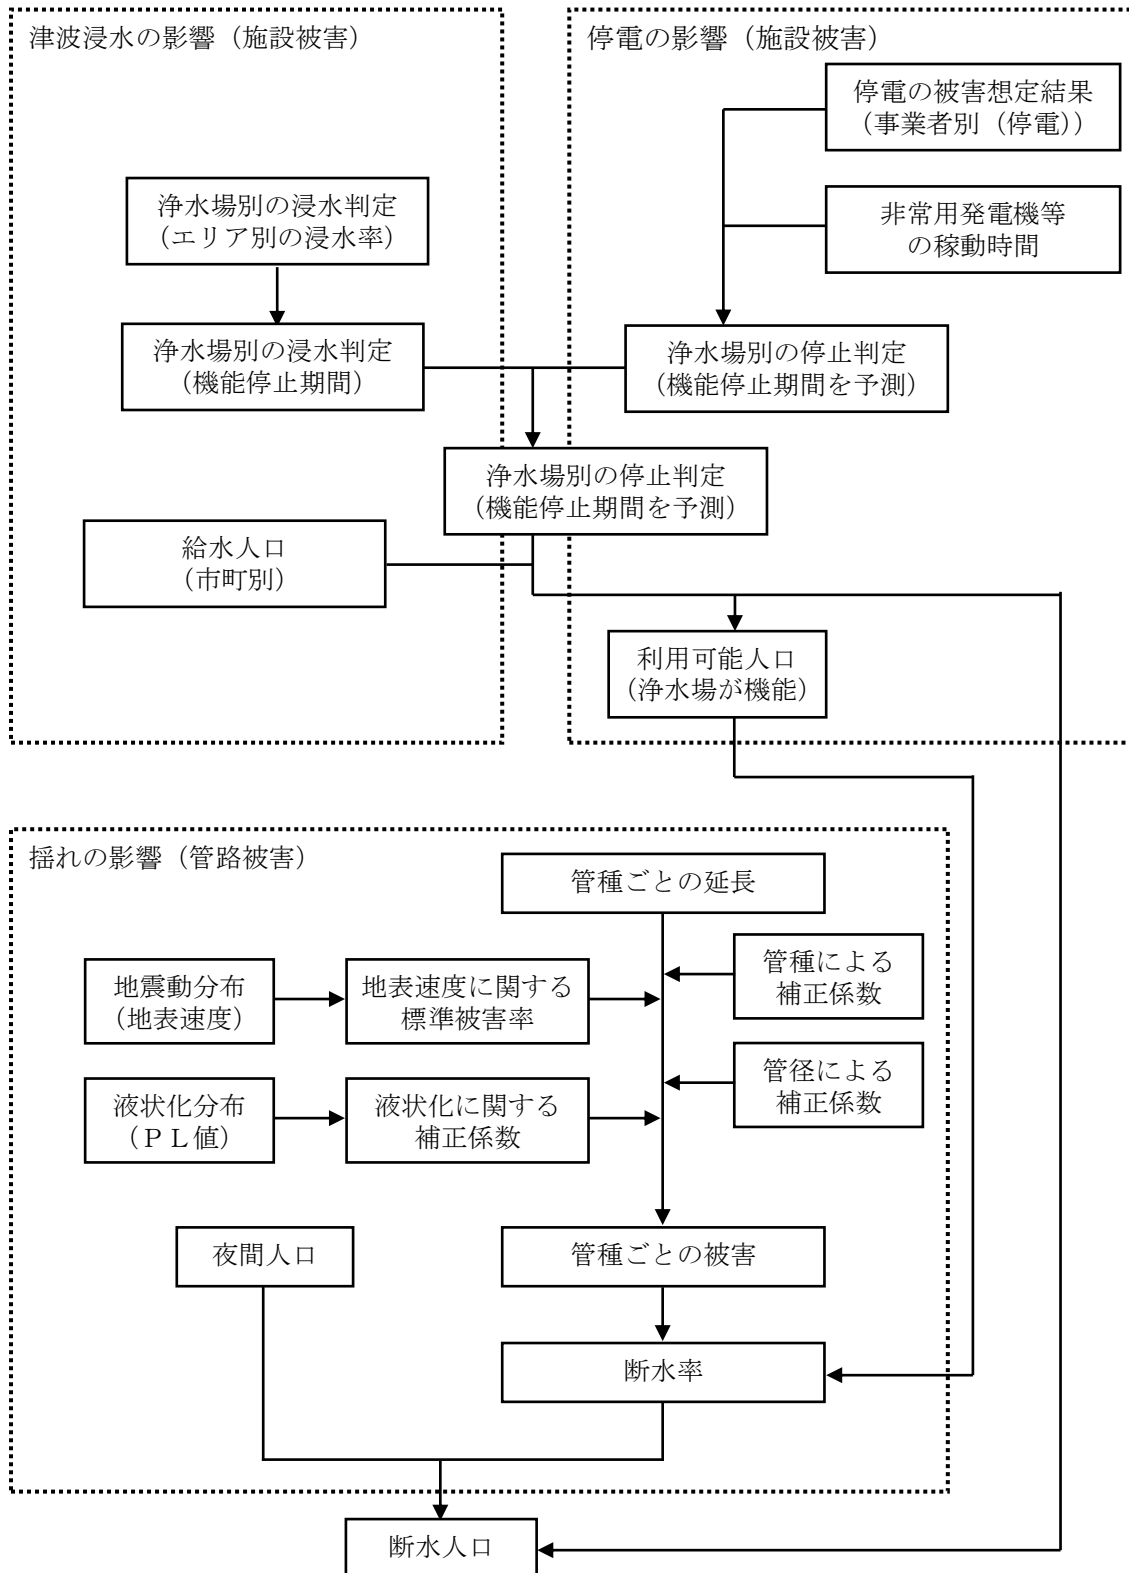 津波浸水の影響（施設被害）
停電の影響（施設被害）
停電の被害想定結果
（事業者別（停電））
非常用発電機等
の稼動時間
浄水場別の浸水判定
（エリア別の浸水率）
浄水場別の浸水判定
（機能停止期間）
浄水場別の停止判定
（機能停止期間を予測）
浄水場別の停止判定
（機能停止期間を予測）
給水人口
（市町別）
利用可能人口
（浄水場が機能）
揺れの影響（管路被害）
管種ごとの延長
地震動分布
（地表速度）
地表速度に関する
標準被害率
管種による
補正係数
液状化分布
（ＰＬ値）
液状化に関する
補正係数
管径による
補正係数
夜間人口
管種ごとの被害
断水率
断水人口